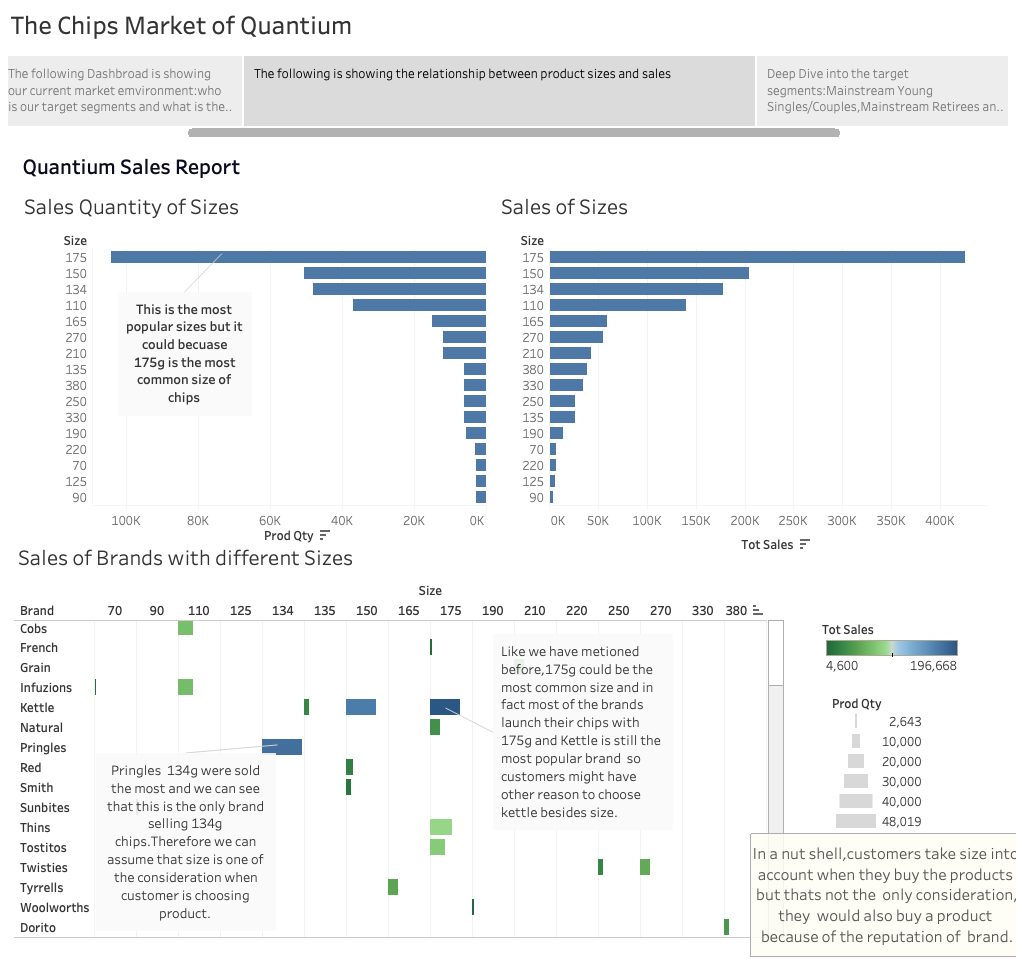 The Chips Market of Quantium
The following Dashbroad is showing
our current market emvironment:who
is our target segments and what is the..
The following is showing the relationship between product sizes and sales
Deep Dive into the target
segments:Mainstream Young
Singles/Couples,Mainstream Retirees an..
Quantium Sales Report
Sales Quantity of Sizes
Size
175
150
134
110
165
270
210
135
380
250
330
190
220
70
125
90
This is the most
popular sizes but it
could becuase
175g is the most
common size of
chips
100K 80K 60K 40K 20K 0K
Prod Qty
Sales of Sizes
Size
175
150
134
110
165
270
210
380
330
250
135
190
70
220
125
90
0K 50K 100K 150K 200K 250K 300K 350K 400K
Tot Sales
Sales of Brands with different Sizes
Size
Brand 70 90 110 125 134 135 150 165 175 190 210 220 250 270 330 380
Cobs
French
Grain
Infuzions
Kettle
Natural
Pringles
Red
Smith
Sunbites
Thins
Tostitos
Twisties
Tyrrells
Woolworths
Dorito
Like we have metioned
before,175g could be the
most common size and in
fact most of the brands
launch their chips with
175g and Kettle is still the
most popular brand so
customers might have
other reason to choose
kettle besides size.
Pringles 134g were sold
the most and we can see
that this is the only brand
selling 134g
chips.Therefore we can
assume that size is one of
the consideration when
customer is choosing
product.
Tot Sales
4,600 196,668
Prod Qty
2,643
10,000
20,000
30,000
40,000
48,019
In a nut shell,customers take size into
account when they buy the products
but thats not the only consideration,
they would also buy a product
because of the reputation of brand.